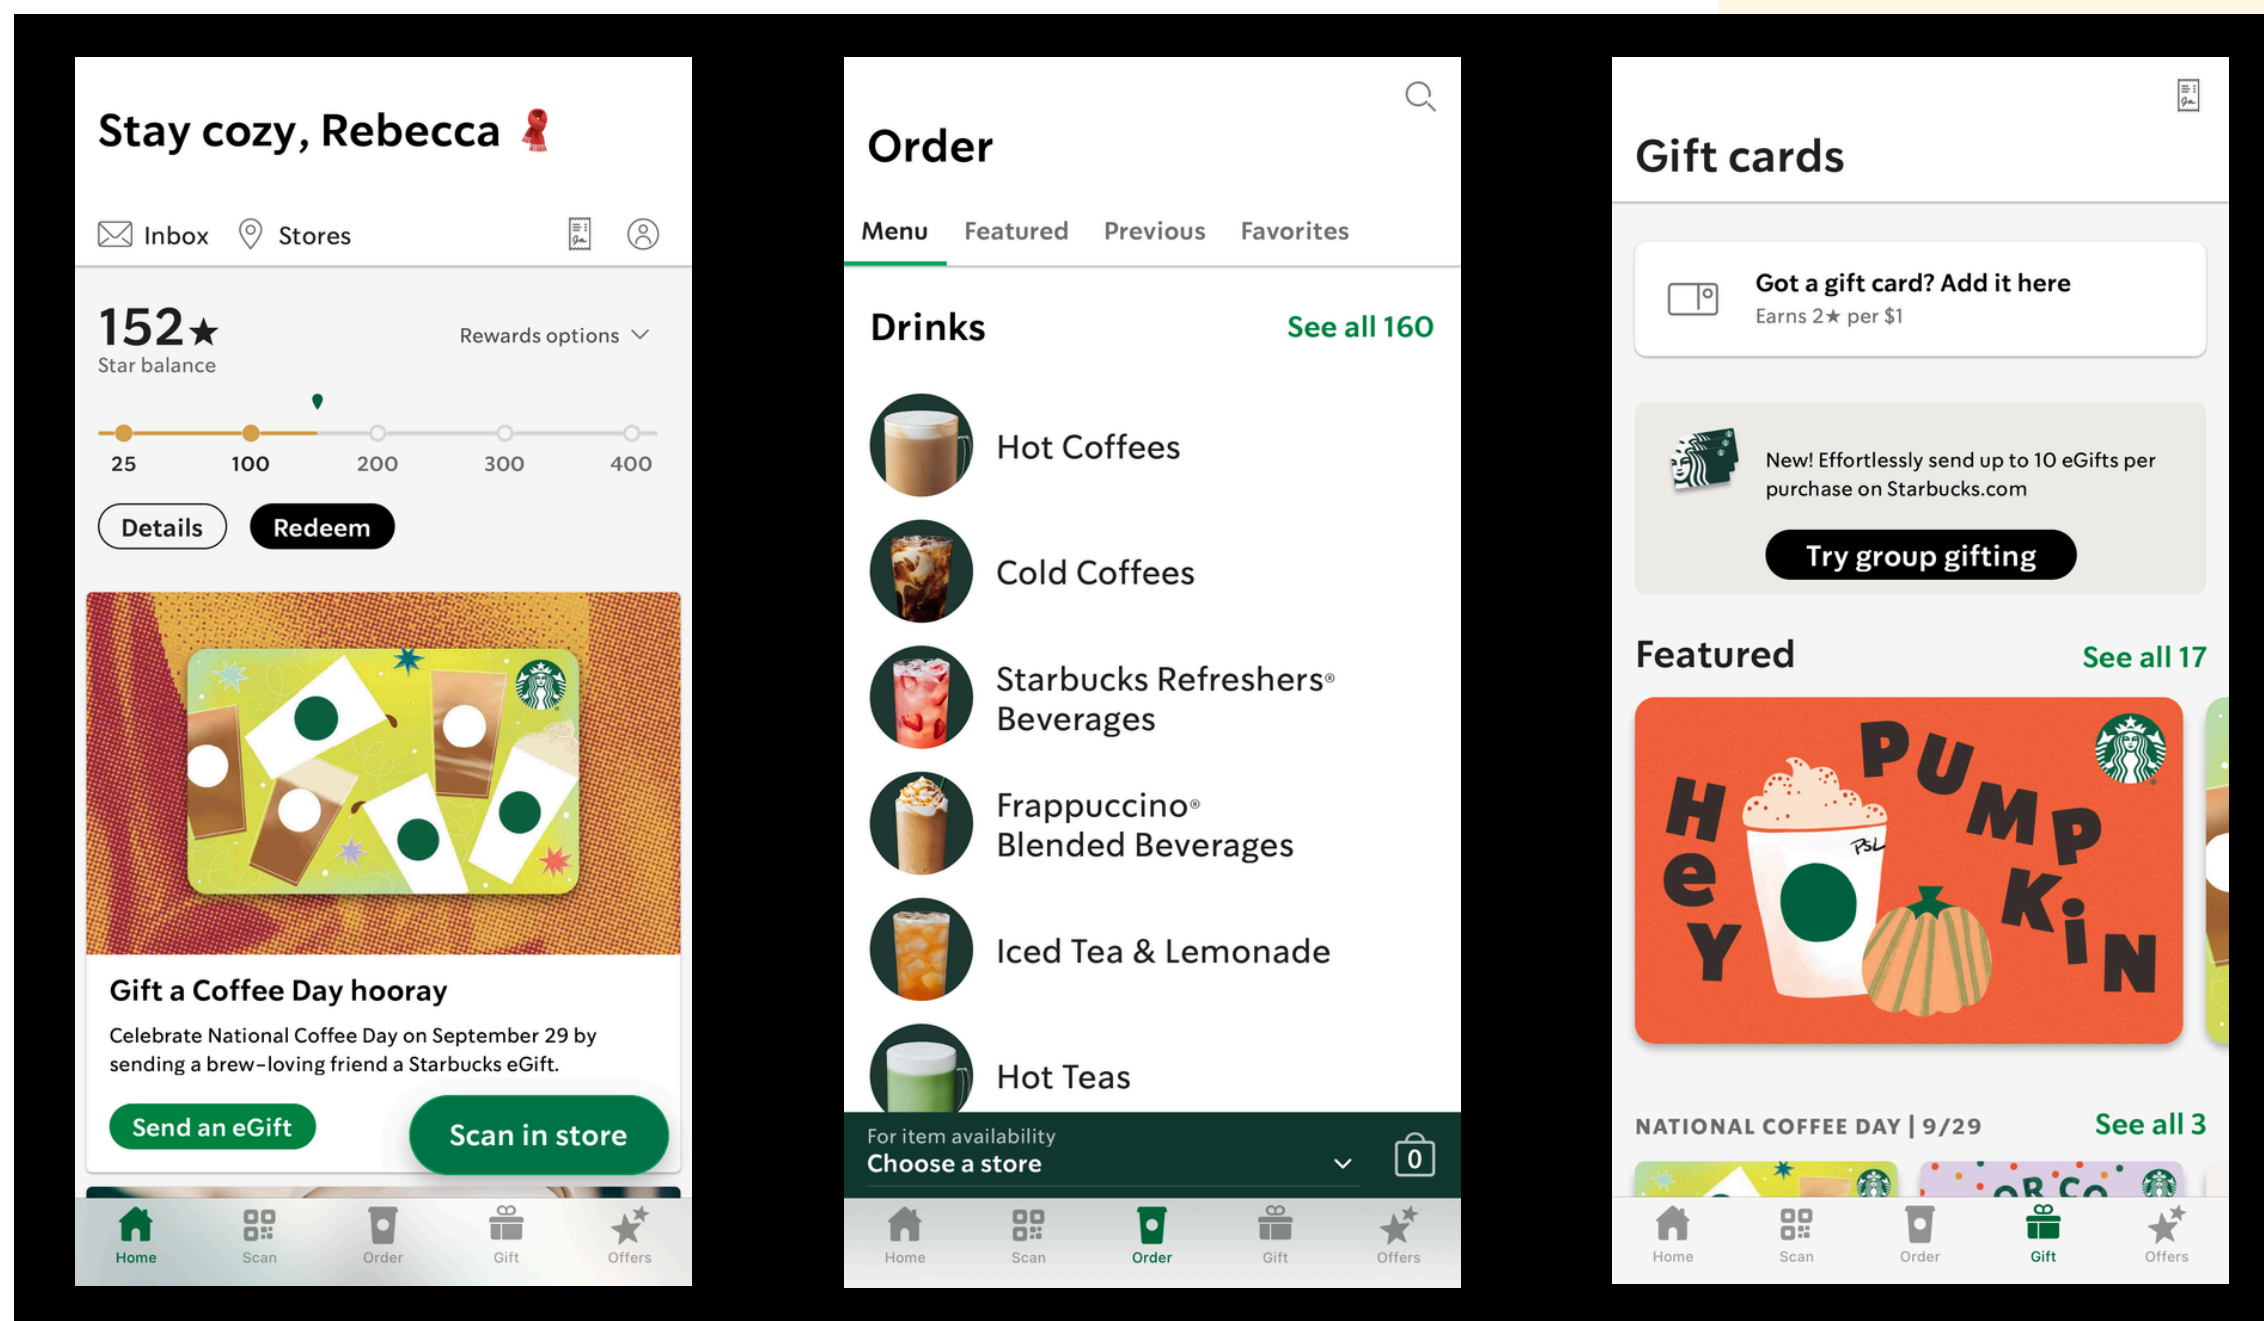 Stay cozy, Rebecca
Inbox
Stores
152★
Star balance
Rewards options
25
100
200
300
400
Details
Redeem
Gift a Coffee Day hooray
Celebrate National Coffee Day on September 29 by
sending a brew-loving friend a Starbucks eGift.
Send an eGift
Scan in store
Home
Scan
Order
Gift
Offers
Order
Menu
Featured
Previous
Favorites
Drinks
See all 160
Hot Coffees
Cold Coffees
Starbucks Refreshers®
Beverages
Frappuccino®
Blended Beverages
Iced Tea & Lemonade
Hot Teas
For item availability
Choose a store
0
Home
Scan
Order
Gift
Offers
Gift cards
Got a gift card? Add it here
Earns 2★ per $1
New! Effortlessly send up to 10 eGifts per
purchase on Starbucks.com
Try group gifting
Featured
See all 17
HeY
PUMPKiN
PSL
NATIONAL COFFEE DAY | 9/29
See all 3
Home
Scan
Order
Gift
Offers